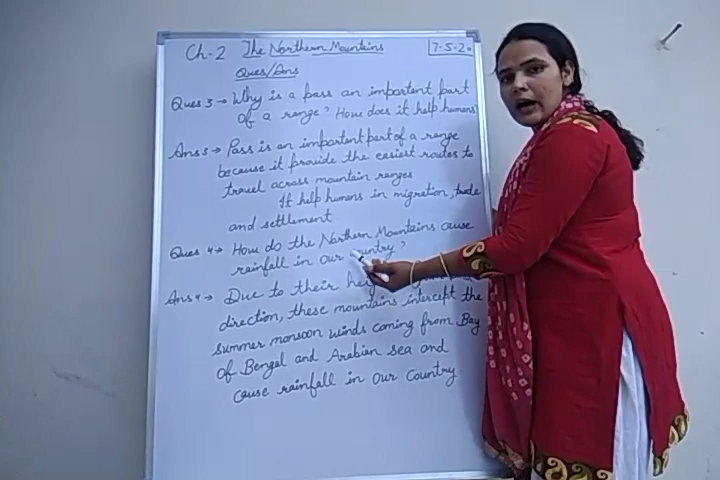 Ch-2 The Northern Mountains 7-5-20
Ques/Ans
Ques 3 → Why is a pass an importent part
of a range? How does it help humans
Ans 3 → Pass is an importent part of a range
because it provide the easiest routes to
travel across mountain ranges
It help humans in migration, trade
and settlement
Ques 4 → How do the Northern Mountains cause
rainfall in our country?
Ans 4 → Due to their
direction, these mountains intercept the
summer monsoon winds coming from Bay
of Bengal and Arabian sea and
cause rainfall in our Country